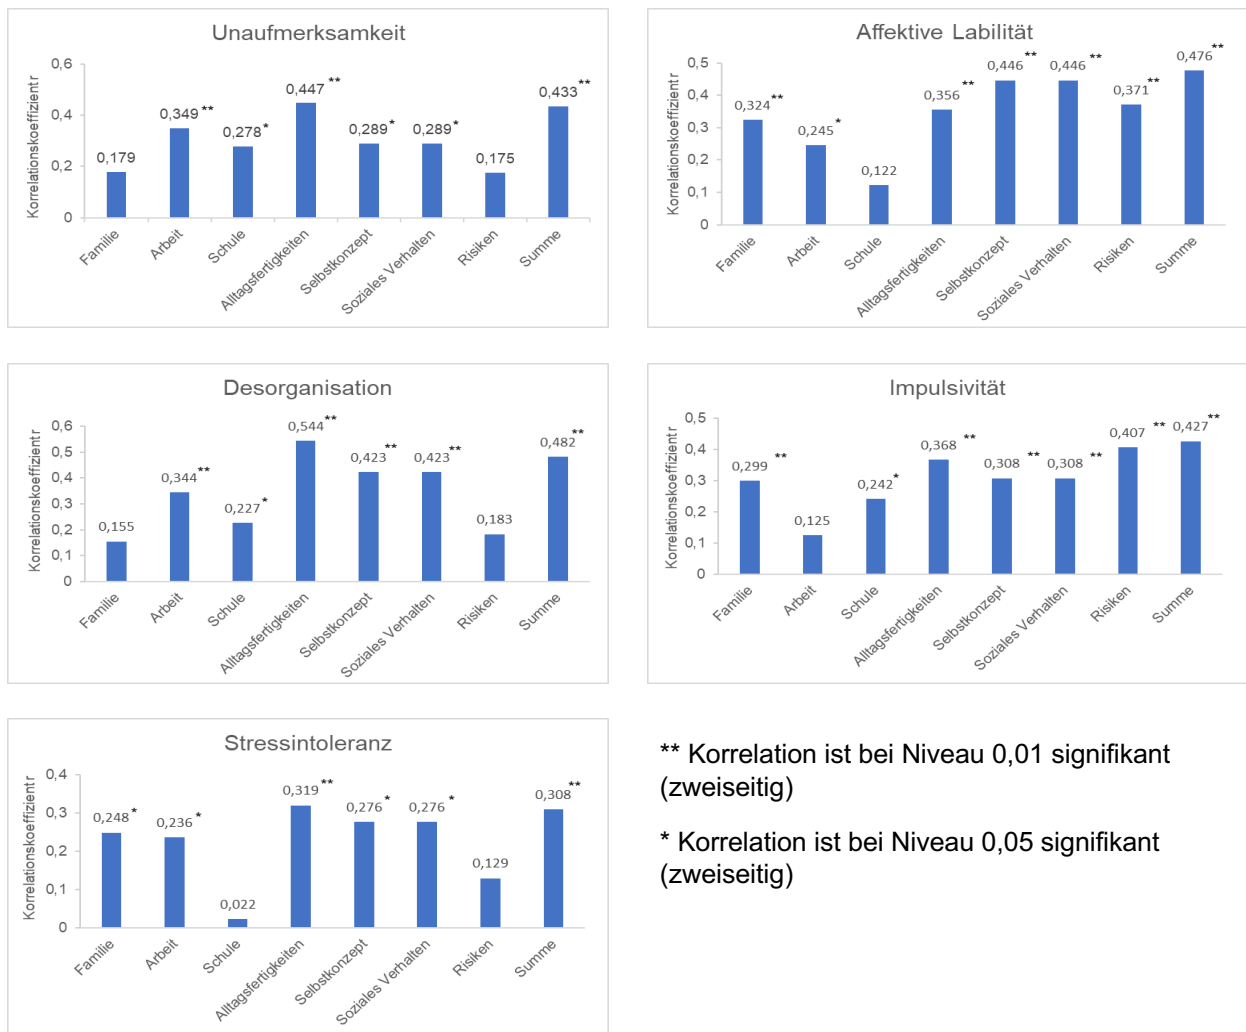 Unaufmerksamkeit
Korrelationskoeffizient r
0,6
0,4
0,2
0
0,179
0,349 **
0,278 *
0,447 **
0,289 *
0,289 *
0,175
0,433 **
Familie
Arbeit
Schule
Alltagsfertigkeiten
Selbstkonzept
Soziales Verhalten
Risiken
Summe
Affektive Labilität
Korrelationskoeffizient r
0,5
0,4
0,3
0,2
0,1
0
0,324 **
0,245 *
0,122
0,356 **
0,446 **
0,446 **
0,371 **
0,476 **
Familie
Arbeit
Schule
Alltagsfertigkeiten
Selbstkonzept
Soziales Verhalten
Risiken
Summe
Desorganisation
Korrelationskoeffizient r
0,6
0,5
0,4
0,3
0,2
0,1
0
0,155
0,344 **
0,227 *
0,544 **
0,423 **
0,423 **
0,183
0,482 **
Familie
Arbeit
Schule
Alltagsfertigkeiten
Selbstkonzept
Soziales Verhalten
Risiken
Summe
Impulsivität
Korrelationskoeffizient r
0,5
0,4
0,3
0,2
0,1
0
0,299 **
0,125
0,242 *
0,368 **
0,308 **
0,308 **
0,407 **
0,427 **
Familie
Arbeit
Schule
Alltagsfertigkeiten
Selbstkonzept
Soziales Verhalten
Risiken
Summe
Stressintoleranz
Korrelationskoeffizient r
0,4
0,3
0,2
0,1
0
0,248 *
0,236 *
0,022
0,319 **
0,276 *
0,276 *
0,129
0,308 **
Familie
Arbeit
Schule
Alltagsfertigkeiten
Selbstkonzept
Soziales Verhalten
Risiken
Summe
** Korrelation ist bei Niveau 0,01 signifikant
(zweiseitig)
* Korrelation ist bei Niveau 0,05 signifikant
(zweiseitig)